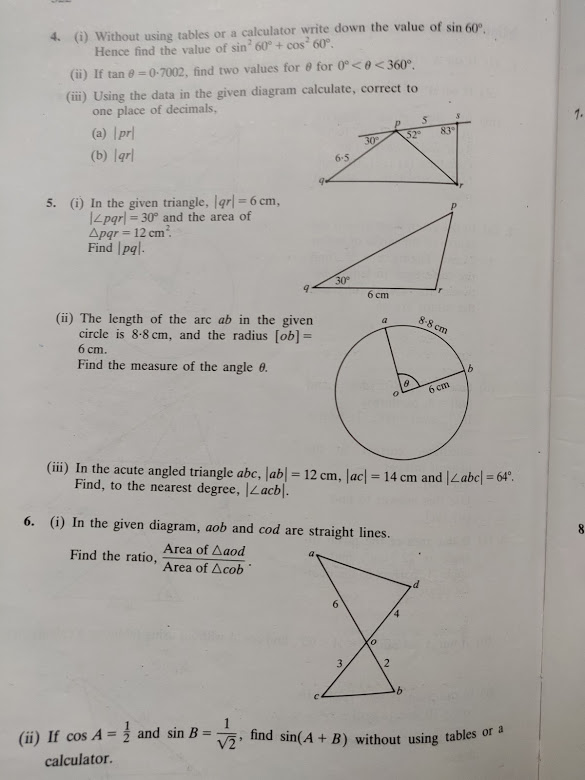 4. (i) Without using tables or a calculator write down the value of sin 60°.
Hence find the value of sin² 60° + cos² 60°.
(ii) If tan θ = 0·7002, find two values for θ for 0° < θ < 360°.
(iii) Using the data in the given diagram calculate, correct to
one place of decimals,
(a) |pr|
(b) |qr|
p 5 s
30° 52° 83°
6·5
q r
5. (i) In the given triangle, |qr| = 6 cm,
|∠pqr| = 30° and the area of
Δpqr = 12 cm².
Find |pq|.
p
30°
q r
6 cm
(ii) The length of the arc ab in the given
circle is 8·8 cm, and the radius [ob] =
6 cm.
Find the measure of the angle θ.
a 8·8 cm
b
θ
o 6 cm
(iii) In the acute angled triangle abc, |ab| = 12 cm, |ac| = 14 cm and |∠abc| = 64°.
Find, to the nearest degree, |∠acb|.
6. (i) In the given diagram, aob and cod are straight lines.
Find the ratio, Area of Δaod / Area of Δcob.
a
d
6 4
o
3 2
c b
(ii) If cos A = 1/2 and sin B = 1/√2, find sin(A + B) without using tables or a
calculator.
7.
8